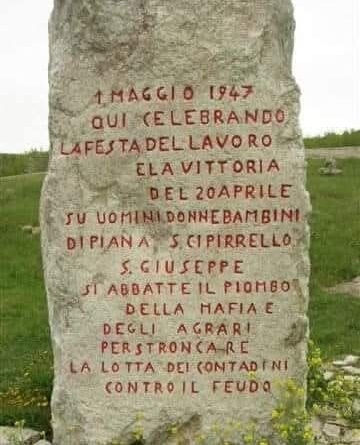 1 MAGGIO 1947
QUI CELEBRANDO
LA FESTA DEL LAVORO
E LA VITTORIA
DEL 20 APRILE
SU UOMINI DONNE BAMBINI
DI PIANA S. CIPIRRELLO
S. GIUSEPPE
SI ABBATTE IL PIOMBO
DELLA MAFIA E
DEGLI AGRARI
PER STRONCARE
LA LOTTA DEI CONTADINI
CONTRO IL FEUDO